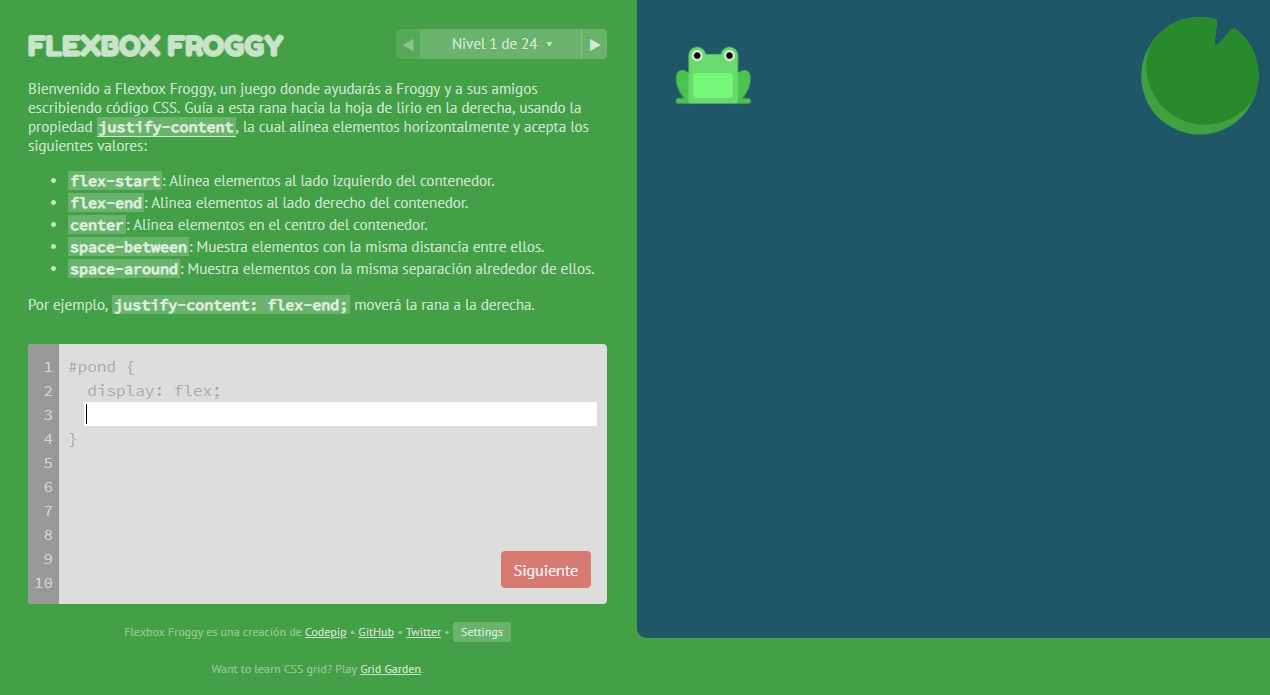 FLEXBOX FROGGY
◀ Nivel 1 de 24 ▾ ▶
Bienvenido a Flexbox Froggy, un juego donde ayudarás a Froggy y a sus amigos
escribiendo código CSS. Guía a esta rana hacia la hoja de lirio en la derecha, usando la
propiedad justify-content, la cual alinea elementos horizontalmente y acepta los
siguientes valores:
• flex-start: Alinea elementos al lado izquierdo del contenedor.
• flex-end: Alinea elementos al lado derecho del contenedor.
• center: Alinea elementos en el centro del contenedor.
• space-between: Muestra elementos con la misma distancia entre ellos.
• space-around: Muestra elementos con la misma separación alrededor de ellos.
Por ejemplo, justify-content: flex-end; moverá la rana a la derecha.
1 #pond {
2 display: flex;
3
4 }
5
6
7
8
9
10
Siguiente
Flexbox Froggy es una creación de Codepip • GitHub • Twitter • Settings
Want to learn CSS grid? Play Grid Garden.